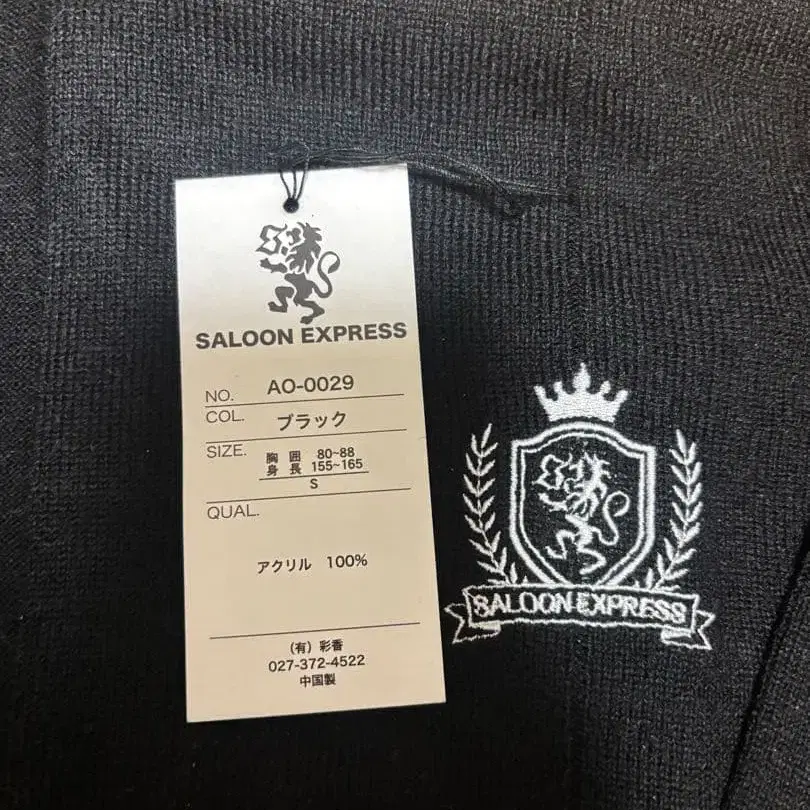 SALOON EXPRESS
NO. AO-0029
COL. ブラック
SIZE. 胸 囲 80~88
身 長 155~165
S
QUAL.
アクリル 100%
(有) 彩香
027-372-4522
中国製
SALOON EXPRESS